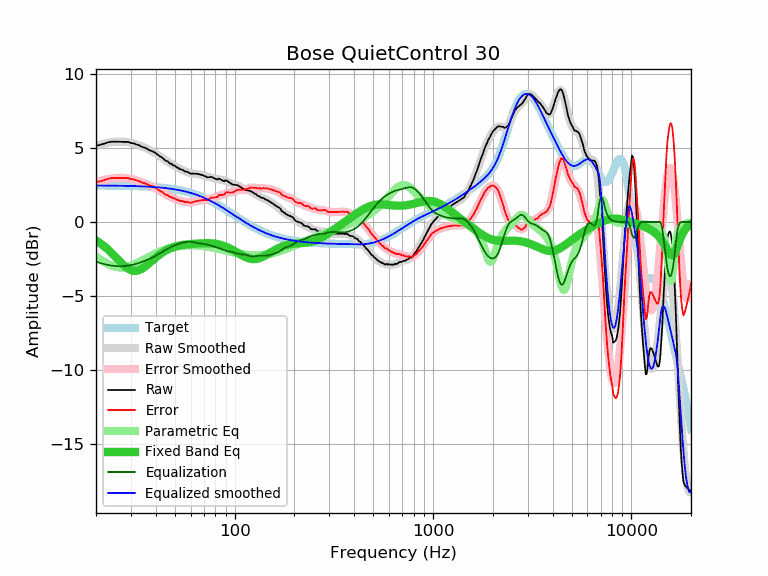 Bose QuietControl 30
10
5
0
−5
−10
−15
Amplitude (dBr)
Target
Raw Smoothed
Error Smoothed
Raw
Error
Parametric Eq
Fixed Band Eq
Equalization
Equalized smoothed
100
1000
10000
Frequency (Hz)